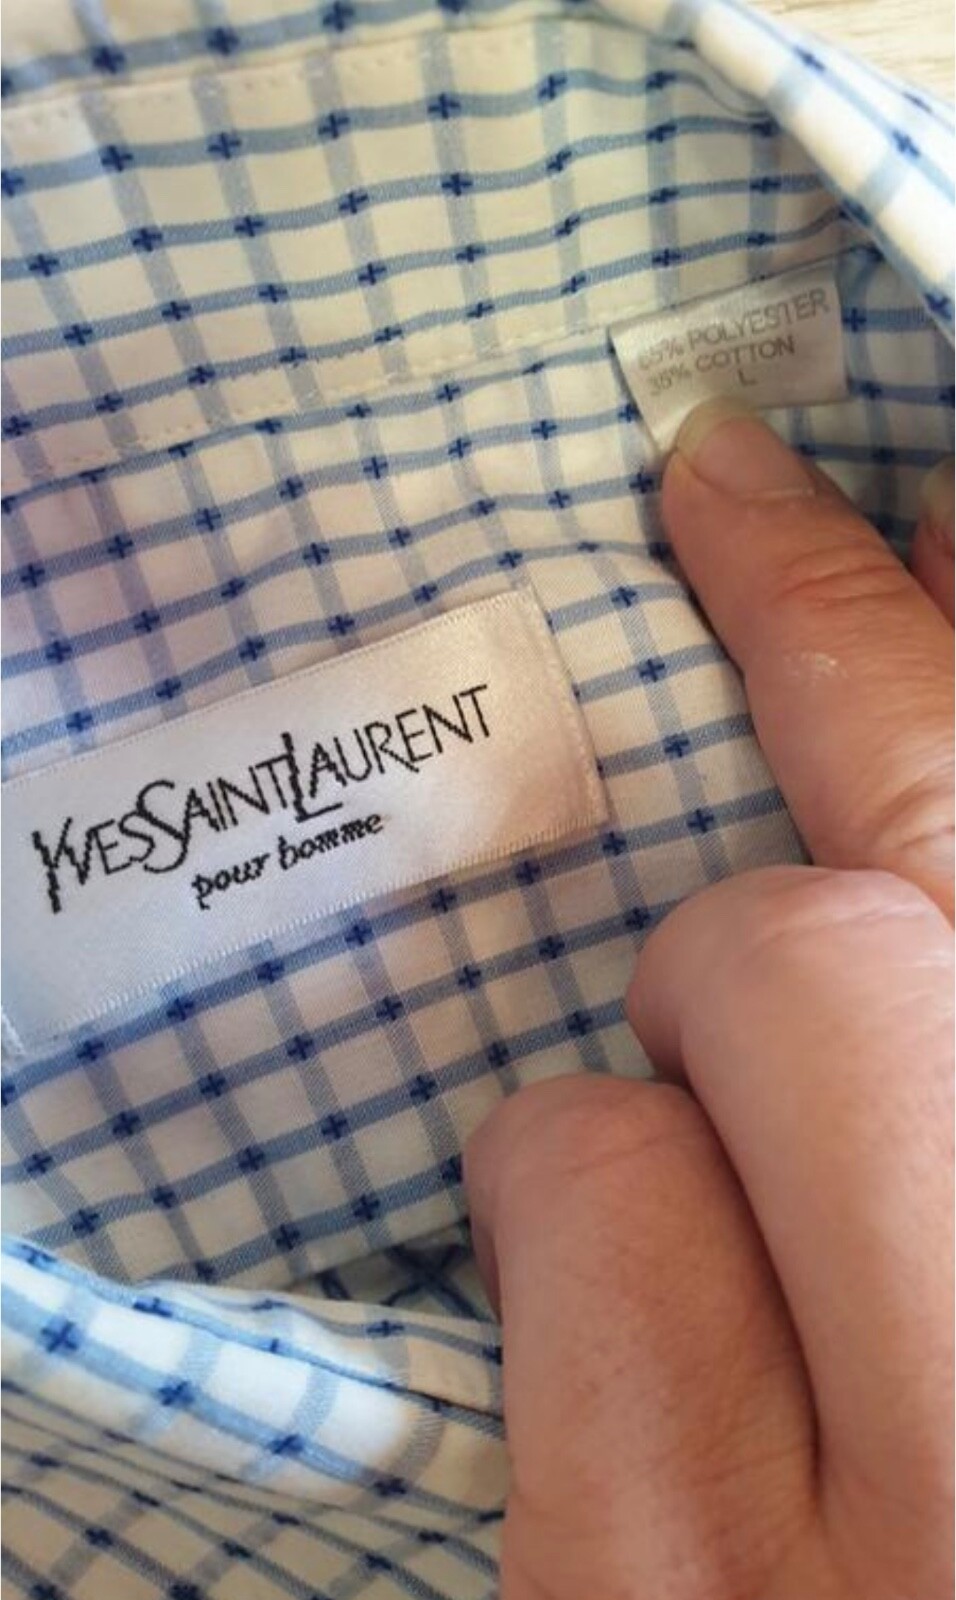 65% POLYESTER
35% COTTON
L
YVESSAINTLAURENT
pour homme